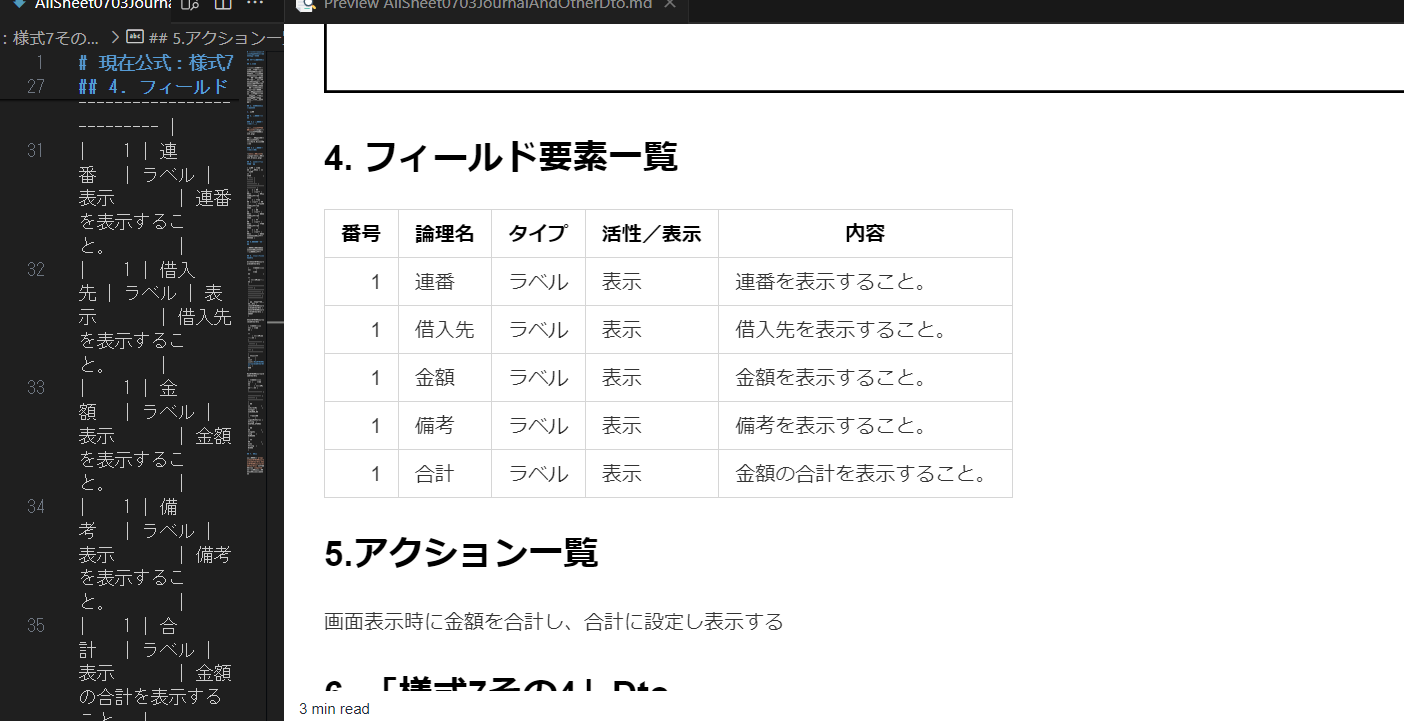 AllSheet0703Journa
Preview AllSheet0703JournalAndOtherDto.md
: 様式7その... > ## 5.アクション一
1 # 現在公式：様式7
27 ## 4. フィールド
-----------------
--------- |
31 | 1 | 連
番 | ラベル |
表示 | 連番
を表示するこ
と。 |
32 | 1 | 借入
先 | ラベル | 表
示 | 借入先
を表示するこ
と。 |
33 | 1 | 金
額 | ラベル |
表示 | 金額
を表示するこ
と。 |
34 | 1 | 備
考 | ラベル |
表示 | 備考
を表示するこ
と。 |
35 | 1 | 合
計 | ラベル |
表示 | 金額
の合計を表示する
こと。 |
4. フィールド要素一覧
番号 論理名 タイプ 活性／表示 内容
1 連番 ラベル 表示 連番を表示すること。
1 借入先 ラベル 表示 借入先を表示すること。
1 金額 ラベル 表示 金額を表示すること。
1 備考 ラベル 表示 備考を表示すること。
1 合計 ラベル 表示 金額の合計を表示すること。
5.アクション一覧
画面表示時に金額を合計し、合計に設定し表示する
6. 「様式7その4」Dto
3 min read